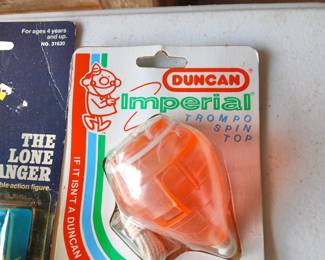 For ages 4 years
and up.
NO. 31630
THE
LONE
ANGER
ble action figure.
DUNCAN
Imperial
TROMPO
SPIN
TOP
IF IT ISN'T A DUNCAN